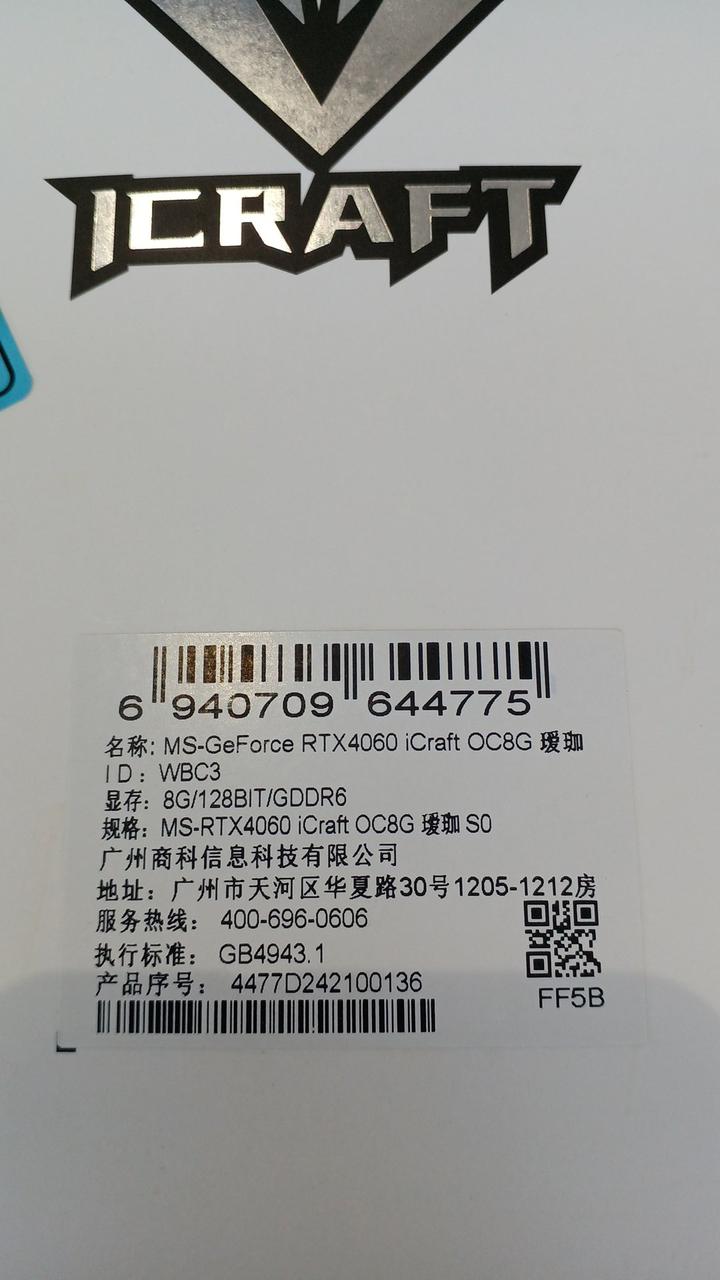 ICRAFT
6 940709 644775
名称: MS-GeForce RTX4060 iCraft OC8G 瑷珈
ID: WBC3
显存: 8G/128BIT/GDDR6
规格: MS-RTX4060 iCraft OC8G 瑷珈 S0
广州商科信息科技有限公司
地址: 广州市天河区华夏路30号1205-1212房
服务热线: 400-696-0606
执行标准: GB4943.1
产品序号: 4477D242100136
FF5B